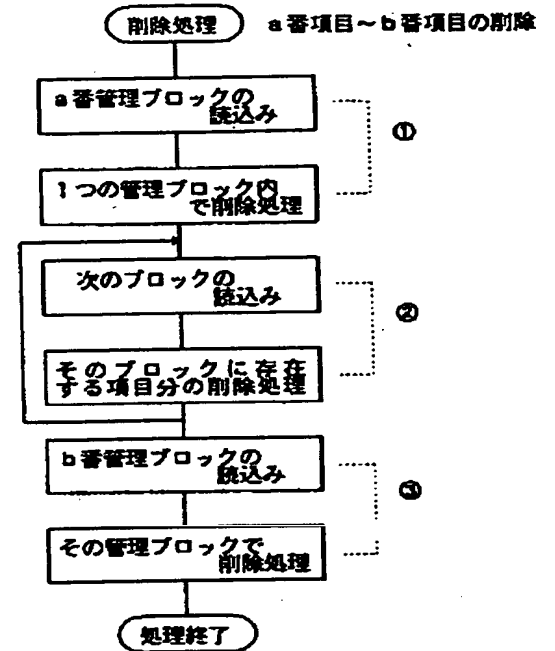 削除処理
a番項目～b番項目の削除
a番管理ブロックの
読込み
①
1つの管理ブロック内
で削除処理
次のブロックの
読込み
②
そのブロックに存在
する項目分の削除処理
b番管理ブロックの
読込み
③
その管理ブロックで
削除処理
処理終了